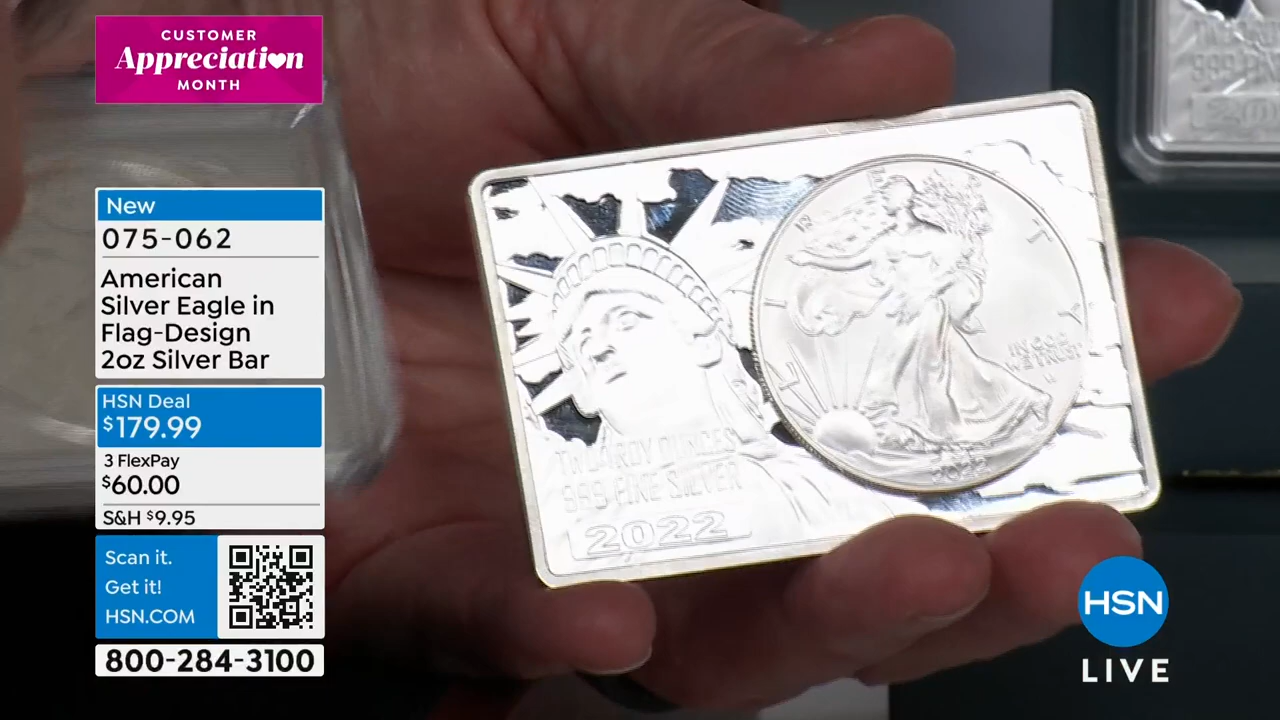 CUSTOMER
Appreciation
MONTH
New
075-062
American
Silver Eagle in
Flag-Design
2oz Silver Bar
HSN Deal
$179.99
3 FlexPay
$60.00
S&H $9.95
Scan it.
Get it!
HSN.COM
800-284-3100
LIBERTY
IN GOD
WE TRUST
2022
TWO TROY OUNCES
999 FINE SILVER
2022
HSN
LIVE